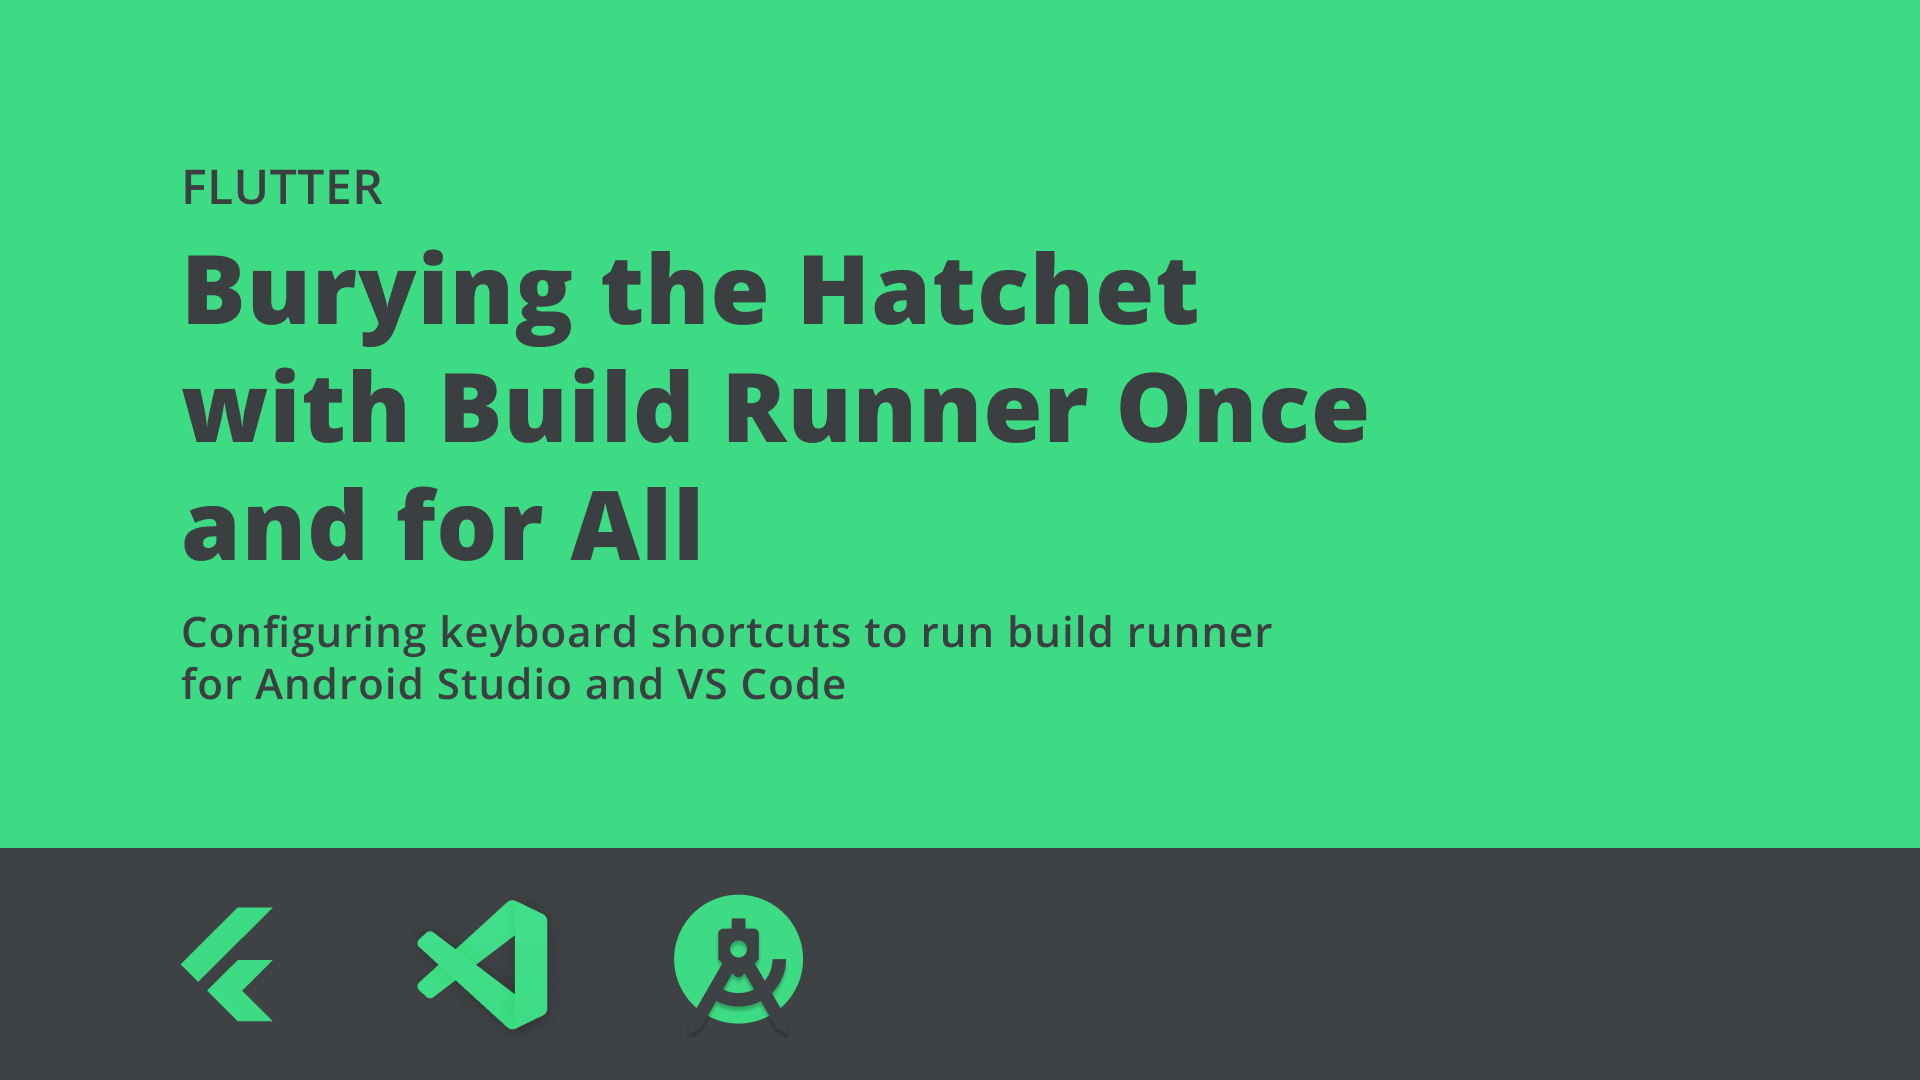 FLUTTER
Burying the Hatchet
with Build Runner Once
and for All
Configuring keyboard shortcuts to run build runner
for Android Studio and VS Code